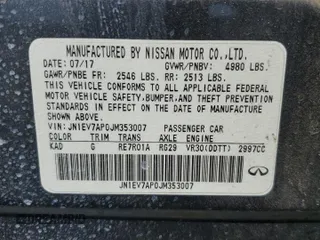 MANUFACTURED BY NISSAN MOTOR CO.,LTD.
DATE: 07/17 GVWR/PNBV: 4980 LBS.
GAWR/PNBE FR: 2546 LBS. RR: 2513 LBS.
THIS VEHICLE CONFORMS TO ALL APPLICABLE FEDERAL
MOTOR VEHICLE SAFETY, BUMPER, AND THEFT PREVENTION
STANDARDS IN EFFECT ON THE DATE OF MANUFACTURE
SHOWN ABOVE.
VIN: JN1EV7AP0JM353007 PASSENGER CAR
COLOR TRIM TRANS AXLE ENGINE
KAD G RE7R01A RG29 VR30(DDTT) 2997CC
JN1EV7AP0JM353007